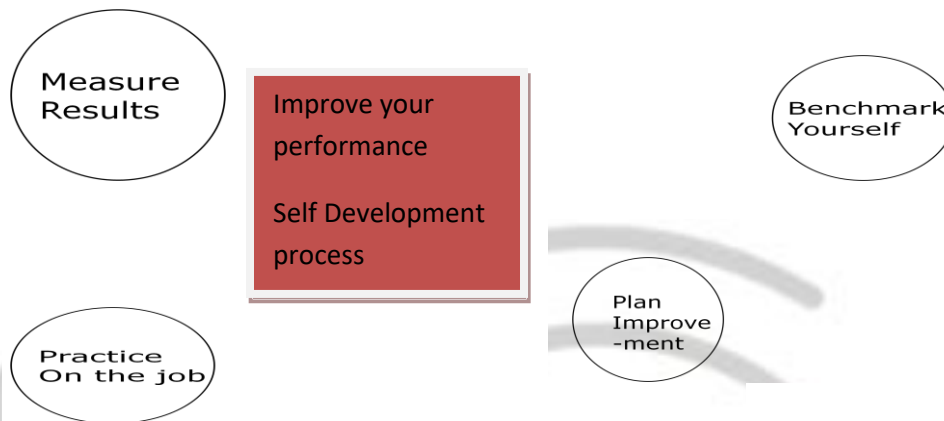 Measure
Results
Improve your
performance
Self Development
process
Benchmark
Yourself
Plan
Improve
-ment
Practice
On the job